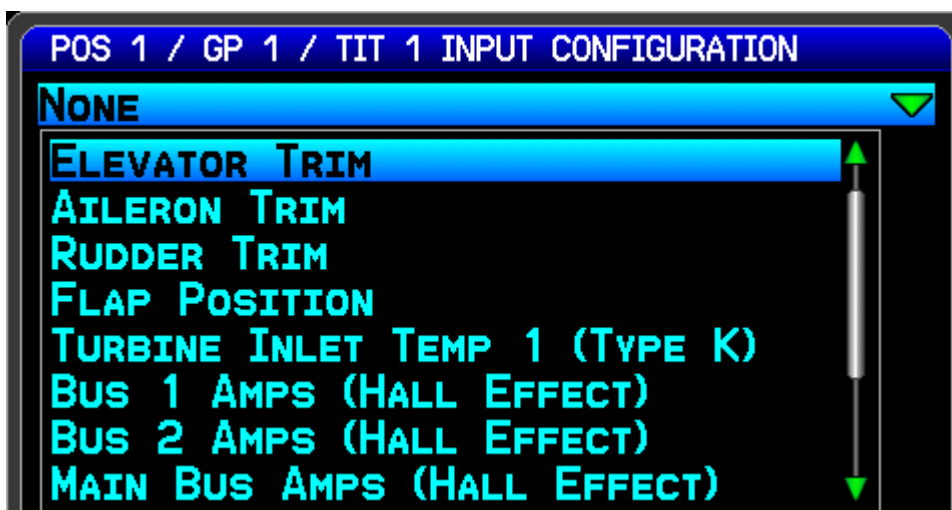 POS 1 / GP 1 / TIT 1 INPUT CONFIGURATION
NONE
ELEVATOR TRIM
AILERON TRIM
RUDDER TRIM
FLAP POSITION
TURBINE INLET TEMP 1 (TYPE K)
BUS 1 AMPS (HALL EFFECT)
BUS 2 AMPS (HALL EFFECT)
MAIN BUS AMPS (HALL EFFECT)